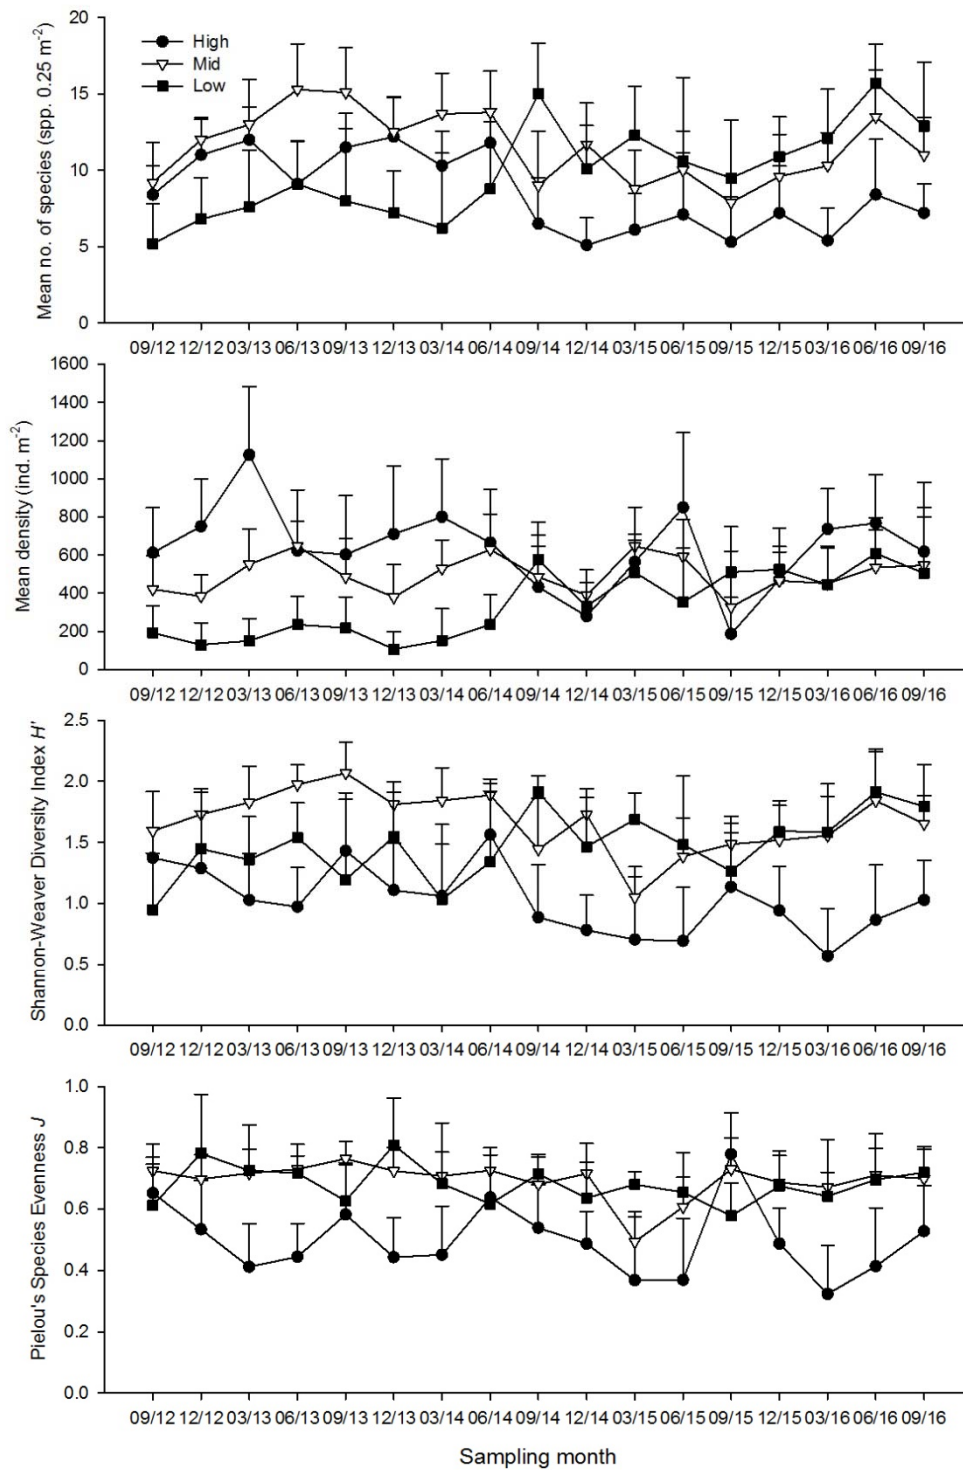 Mean no. of species (spp. 0.25 m-2)
20
15
10
5
0
High
Mid
Low
09/12 12/12 03/13 06/13 09/13 12/13 03/14 06/14 09/14 12/14 03/15 06/15 09/15 12/15 03/16 06/16 09/16
Mean density (ind. m-2)
1600
1400
1200
1000
800
600
400
200
0
09/12 12/12 03/13 06/13 09/13 12/13 03/14 06/14 09/14 12/14 03/15 06/15 09/15 12/15 03/16 06/16 09/16
Shannon-Weaver Diversity Index H'
2.5
2.0
1.5
1.0
0.5
0.0
09/12 12/12 03/13 06/13 09/13 12/13 03/14 06/14 09/14 12/14 03/15 06/15 09/15 12/15 03/16 06/16 09/16
Pielou's Species Evenness J
1.0
0.8
0.6
0.4
0.2
0.0
09/12 12/12 03/13 06/13 09/13 12/13 03/14 06/14 09/14 12/14 03/15 06/15 09/15 12/15 03/16 06/16 09/16
Sampling month